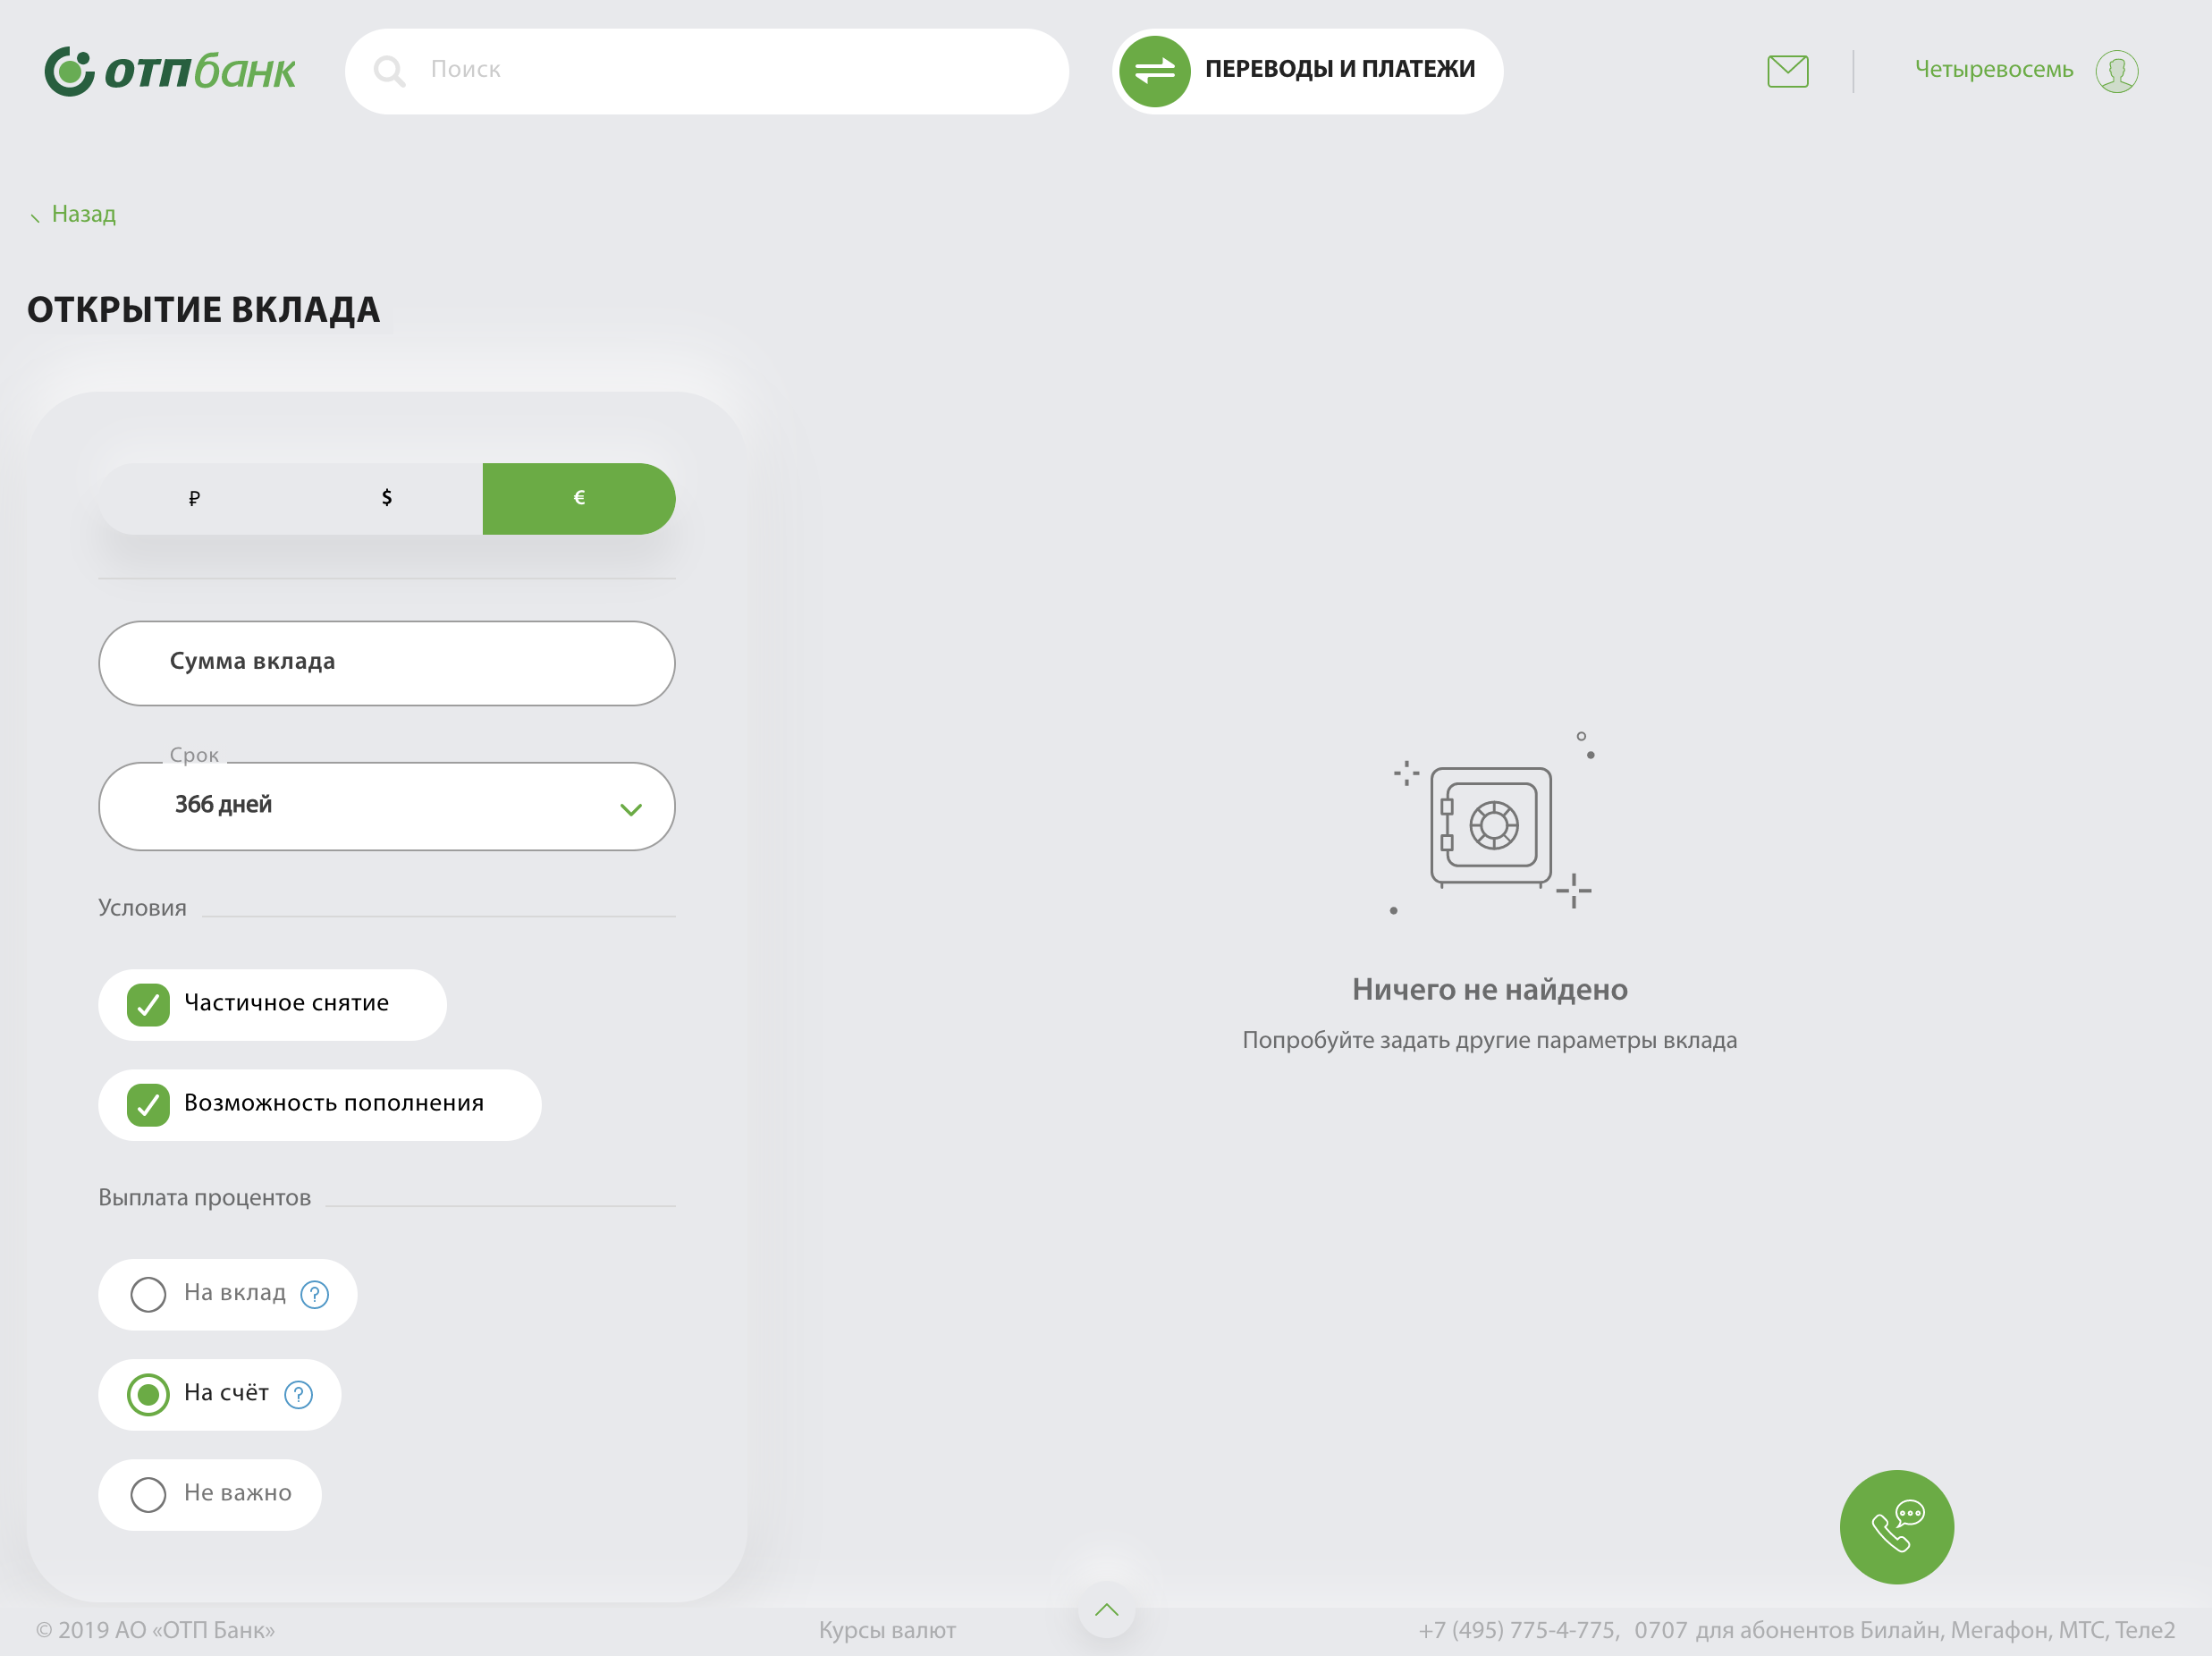 отпбанк
Поиск
ПЕРЕВОДЫ И ПЛАТЕЖИ
Четыревосемь
Назад
ОТКРЫТИЕ ВКЛАДА
₽ $ €
Сумма вклада
Срок
366 дней
Условия
Частичное снятие
Возможность пополнения
Выплата процентов
На вклад ?
На счёт ?
Не важно
Ничего не найдено
Попробуйте задать другие параметры вклада
© 2019 АО «ОТП Банк»
Курсы валют
+7 (495) 775-4-775, 0707 для абонентов Билайн, Мегафон, МТС, Теле2